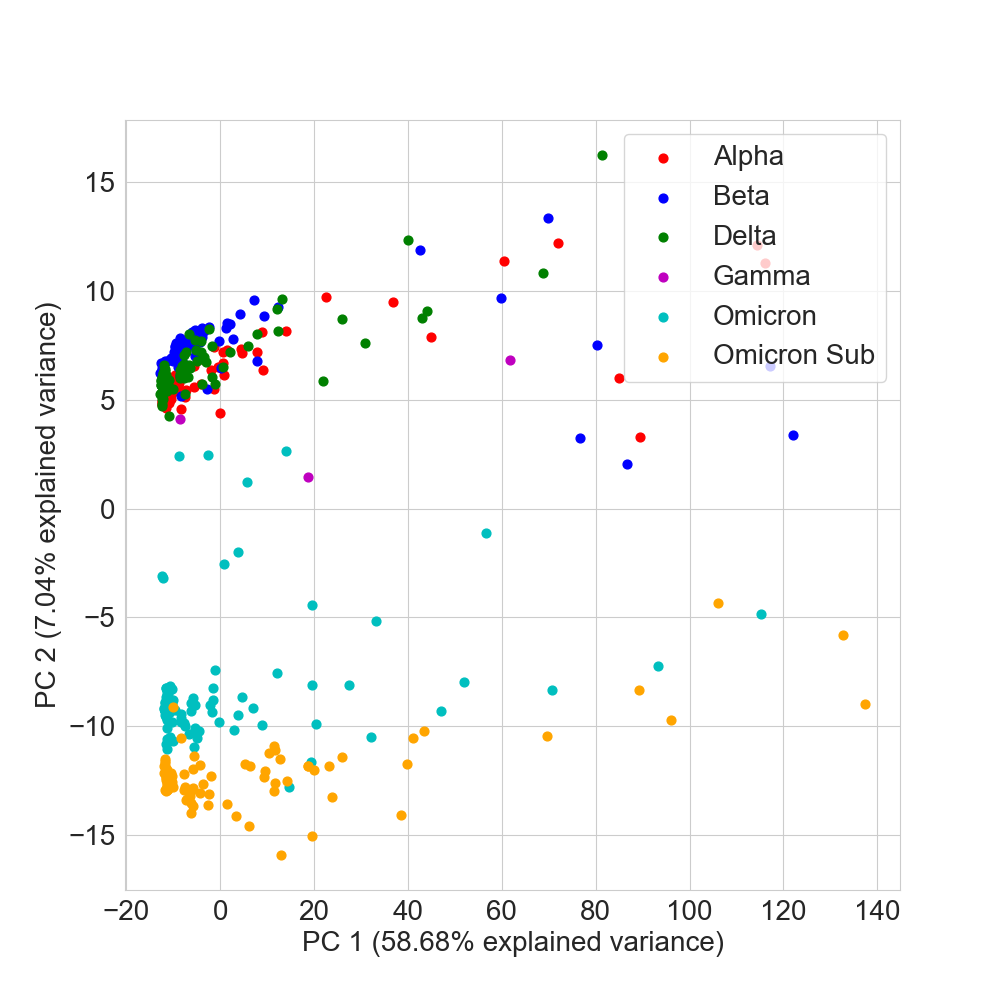 Alpha
Beta
Delta
Gamma
Omicron
Omicron Sub
15
10
5
0
−5
−10
−15
−20
0
20
40
60
80
100
120
140
PC 1 (58.68% explained variance)
PC 2 (7.04% explained variance)